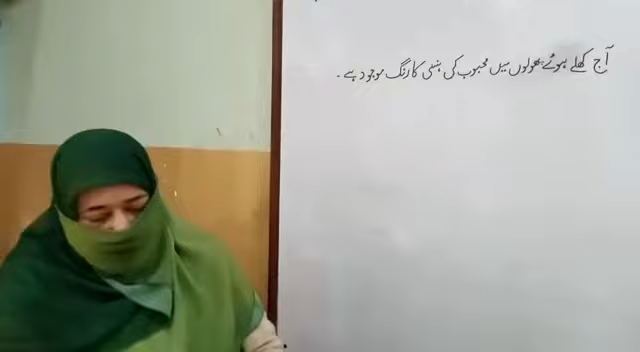 آج کھلے ہوئے پھولوں میں محبوب کی ہنسی کا رنگ موجود ہے۔